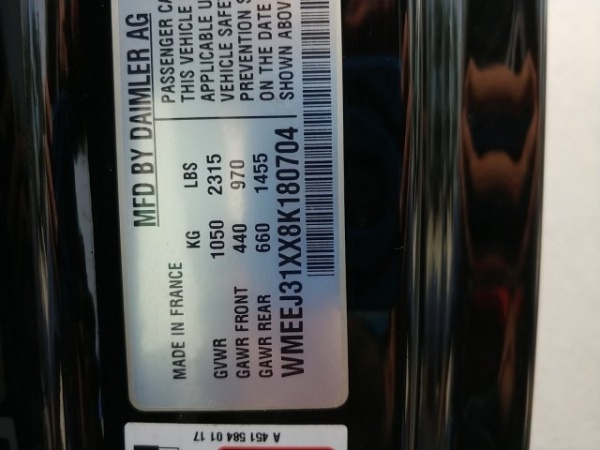 MFD BY DAIMLER AG
MADE IN FRANCE
KG LBS
GVWR 1050 2315
GAWR FRONT 440 970
GAWR REAR 660 1455
PASSENGER CA
THIS VEHICLE
APPLICABLE U
VEHICLE SAFE
PREVENTION S
ON THE DATE
SHOWN ABOV
WMEEJ31XX8K180704
A 451 584 01 17